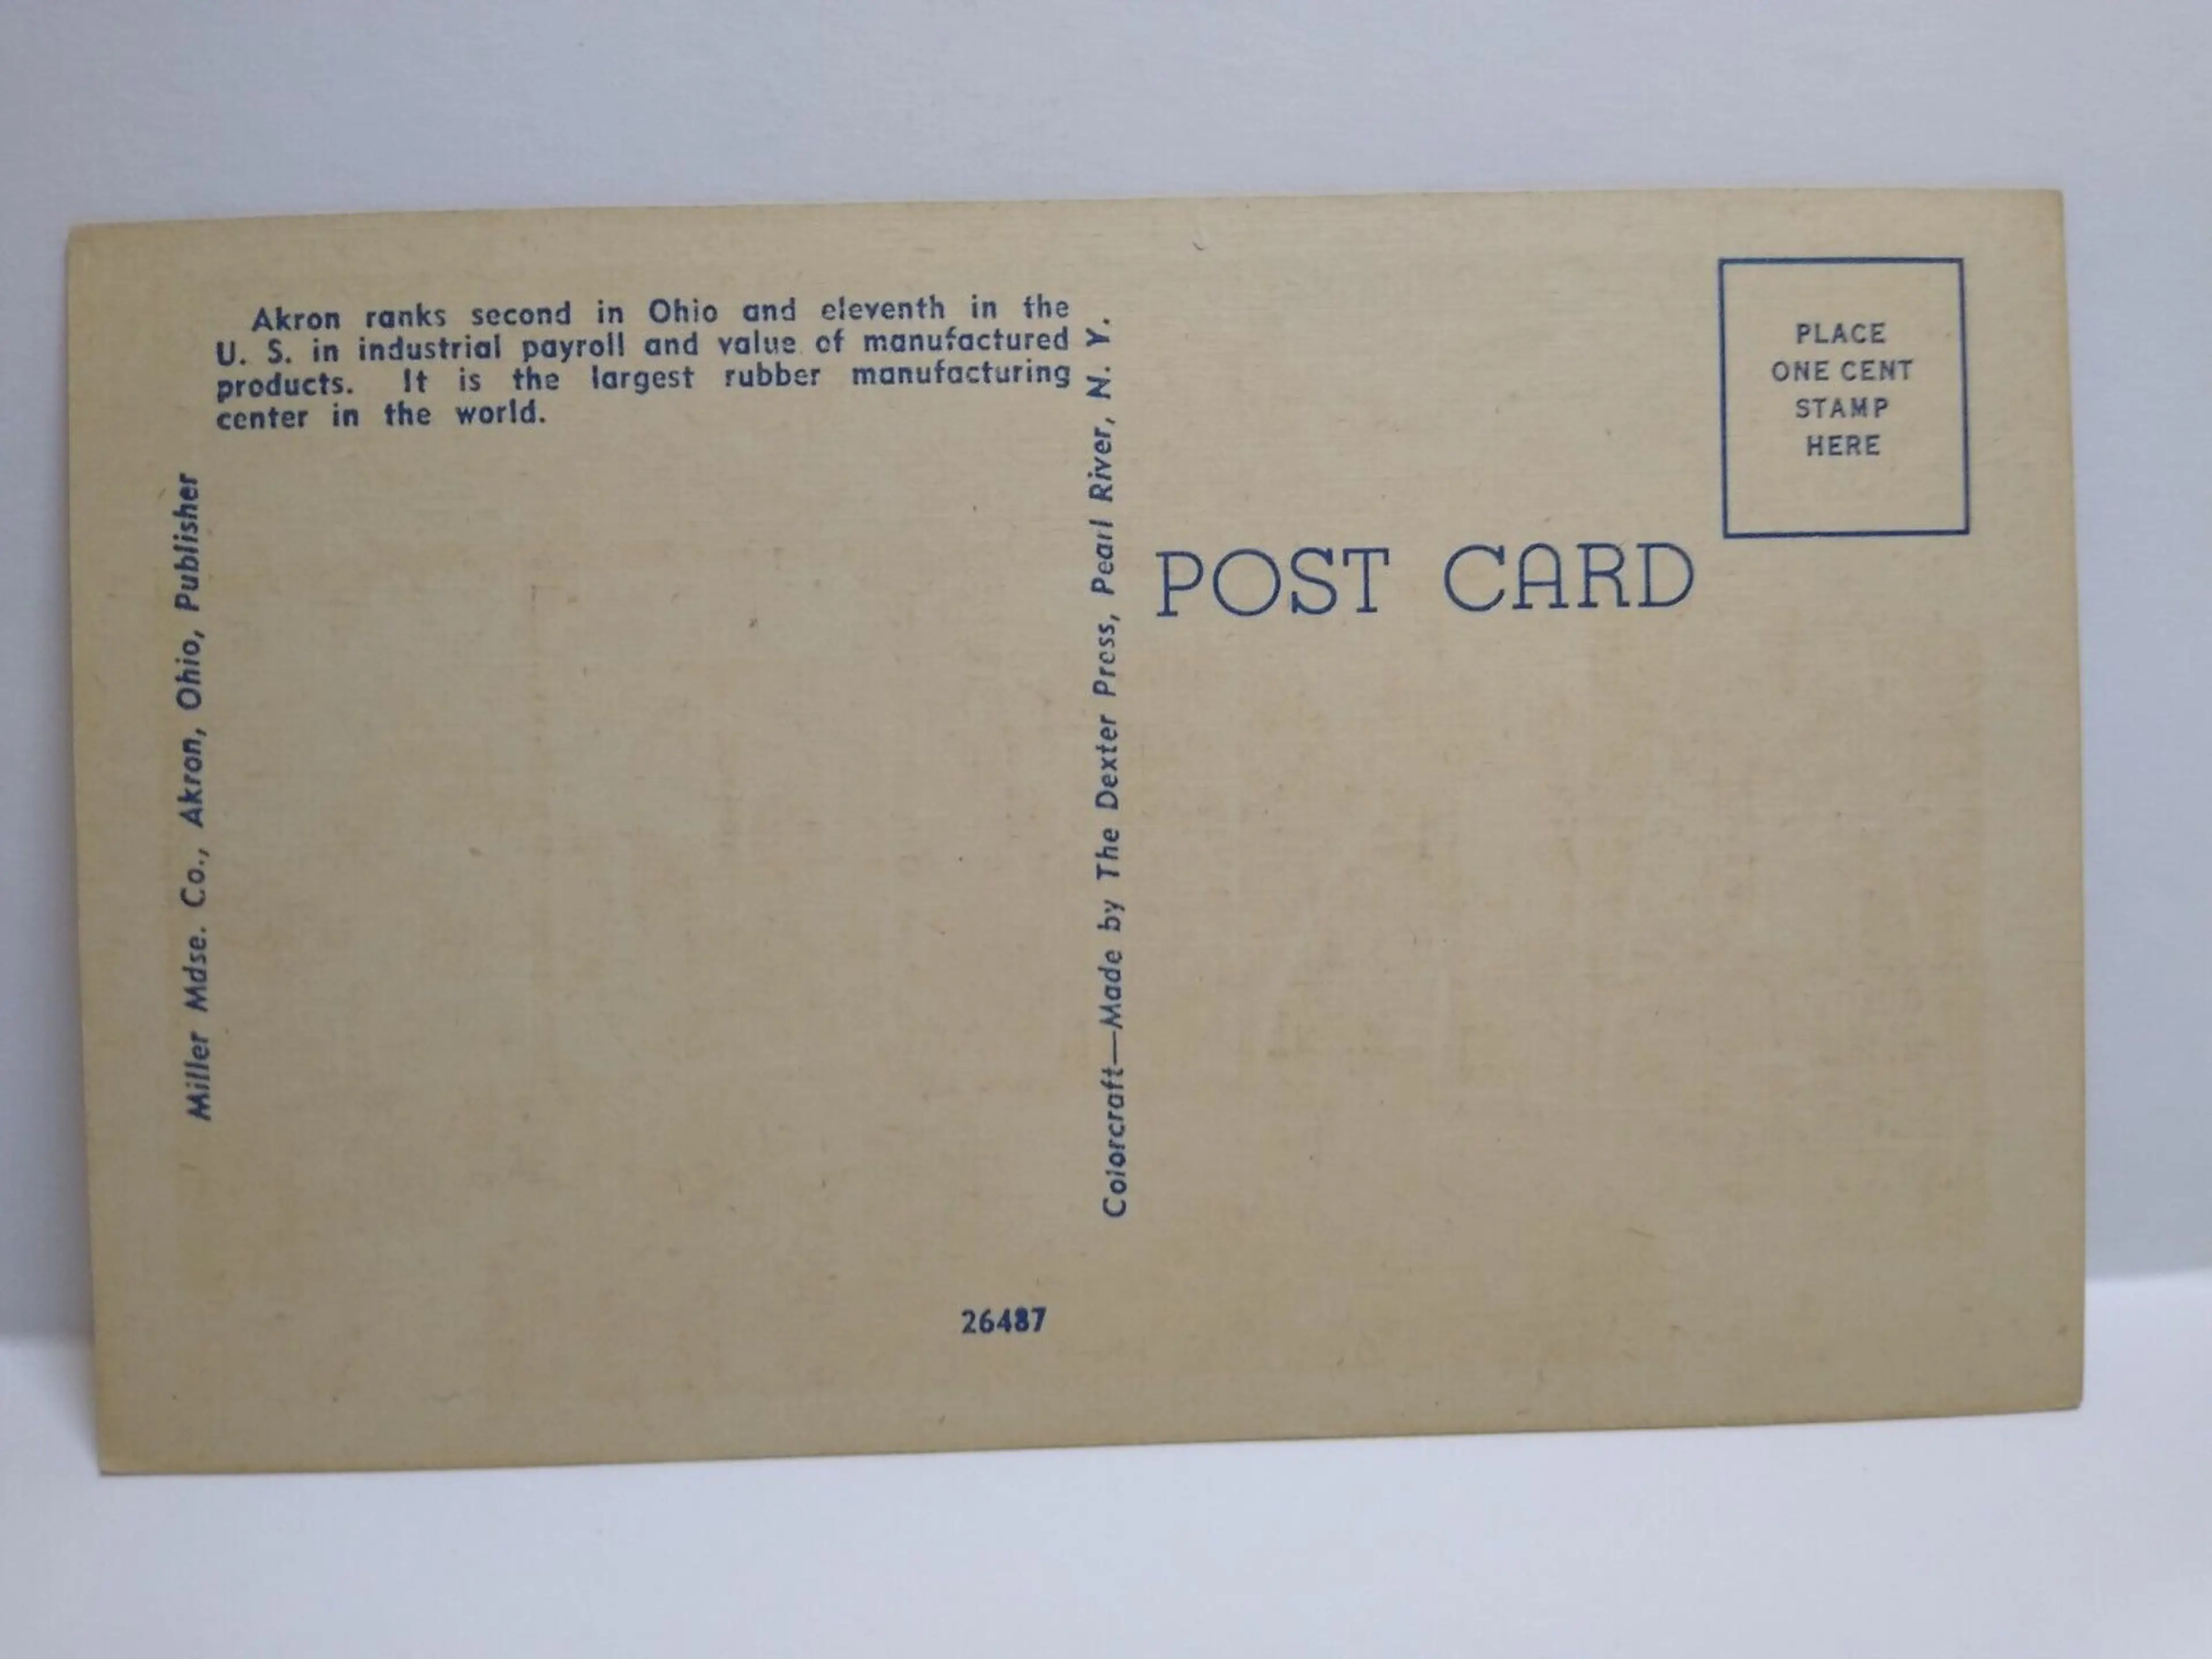 Akron ranks second in Ohio and eleventh in the
U. S. in industrial payroll and value of manufactured
products. It is the largest rubber manufacturing
center in the world.
Miller Mdse. Co., Akron, Ohio, Publisher
Colorcraft—Made by The Dexter Press, Pearl River, N. Y.
PLACE
ONE CENT
STAMP
HERE
POST CARD
26487